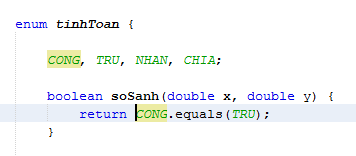 enum tinhToan {
CONG, TRU, NHAN, CHIA;
boolean soSanh(double x, double y) {
return CONG.equals(TRU);
}